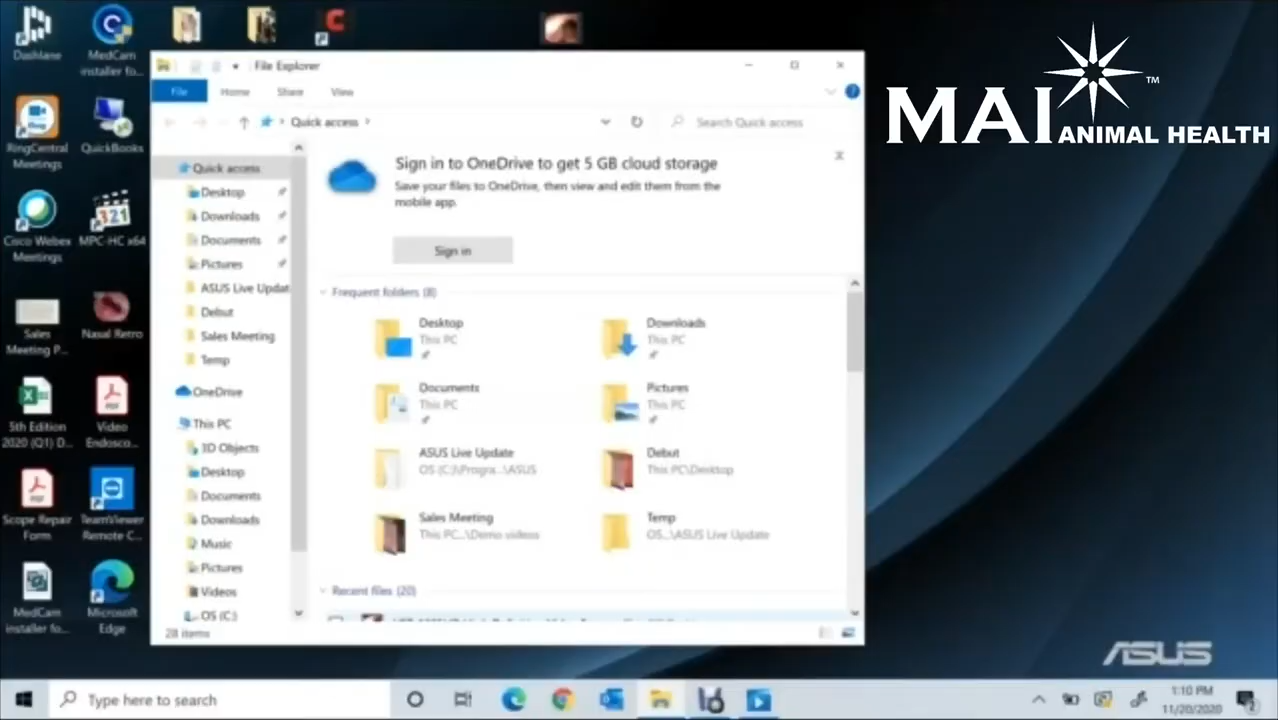 Dashlane
MedCam
installer fo...
RingCentral
Meetings
QuickBooks
Cisco Webex
Meetings
MPC-HC x64
Sales
Meeting P...
Nasal Retro
5th Edition
2020 (Q1) D...
Video
Endosco...
Scope Repair
Form
TeamViewer
Remote C...
MedCam
installer fo...
Microsoft
Edge
File Explorer
File
Home
Share
View
Quick access
Search Quick access
Quick access
Desktop
Downloads
Documents
Pictures
ASUS Live Updat
Debut
Sales Meeting
Temp
OneDrive
This PC
3D Objects
Desktop
Documents
Downloads
Music
Pictures
Videos
OS (C:)
Sign in to OneDrive to get 5 GB cloud storage
Save your files to OneDrive, then view and edit them from the
mobile app.
Sign in
Frequent folders (8)
Desktop
This PC
Downloads
This PC
Documents
This PC
Pictures
This PC
ASUS Live Update
OS (C:)\Progra...\ASUS
Debut
This PC\Desktop
Sales Meeting
This PC...\Demo videos
Temp
OS...\ASUS Live Update
Recent files (20)
28 items
MAI™
ANIMAL HEALTH
ASUS
Type here to search
1:10 PM
11/20/2020